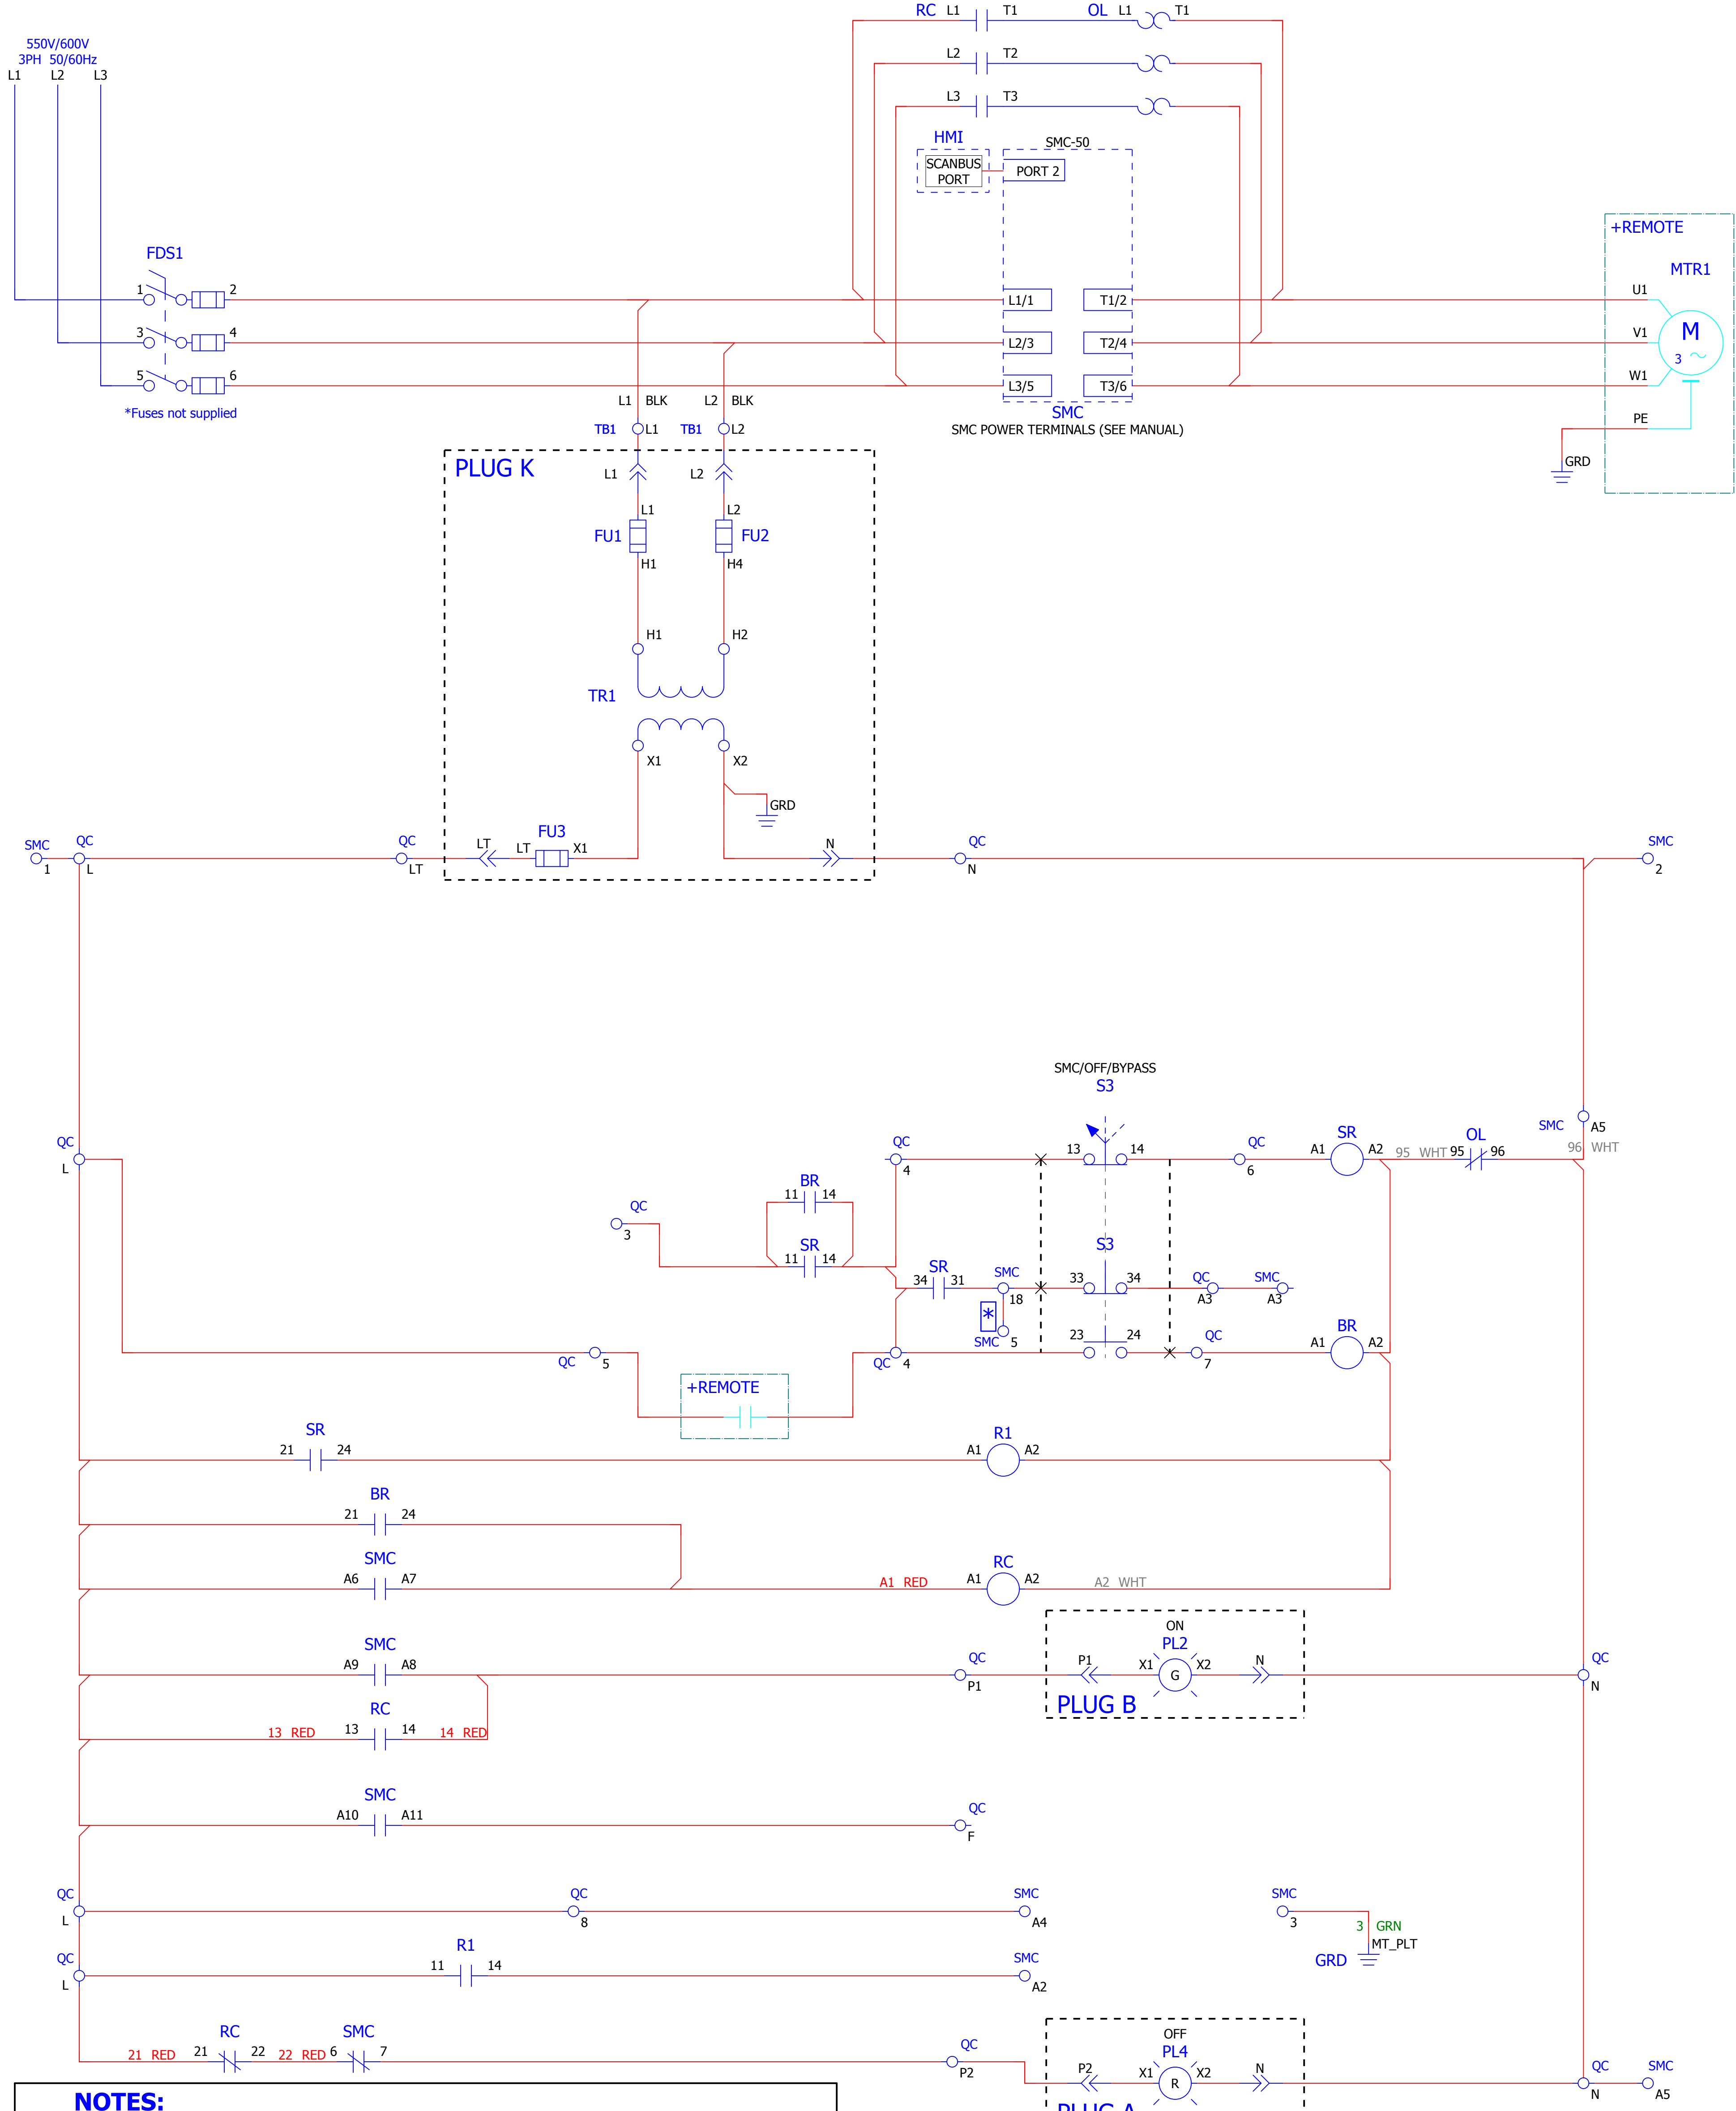 RC L1 T1 OL L1 T1
550V/600V
3PH 50/60Hz
L1 L2 L3
L2 T2
L3 T3
HMI
SMC-50
SCANBUS
PORT
PORT 2
+REMOTE
MTR1
FDS1
1 2
L1/1 T1/2
U1
3 4
L2/3 T2/4
V1
M
3
5 6
L3/5 T3/6
W1
*Fuses not supplied
L1 BLK L2 BLK
SMC
PE
TB1 L1 TB1 L2
SMC POWER TERMINALS (SEE MANUAL)
GRD
PLUG K
L1 L2
L1 L2
FU1 FU2
H1 H4
H1 H2
TR1
X1 X2
GRD
SMC QC QC FU3 QC SMC
LT LT X1 N
1 L LT N 2
SMC/OFF/BYPASS
S3
SMC A5
QC QC 13 14 QC SR OL
A1 A2 95 WHT 95 96 96 WHT
L 4 6
BR
11 14
QC
3
SR
11 14
S3
SR
34 31 SMC 33 34 QC SMC
18 A3 A3
*
SMC 5
23 24 QC BR
A1 A2
QC 5 QC 4 7
+REMOTE
SR R1
21 24 A1 A2
BR
21 24
SMC RC
A6 A7 A1 RED A1 A2 A2 WHT
ON
SMC PL2
A9 A8 QC P1 X1 X2 N QC
G
P1 N
PLUG B
RC
13 RED 13 14 14 RED
SMC
A10 A11 QC
F
QC QC SMC SMC
L 8 A4 3
3 GRN
MT_PLT
GRD
QC R1 SMC
11 14
L A2
OFF
RC SMC PL4
21 RED 21 22 22 RED 6 7 QC
P2
P2 X1 X2 N QC SMC
R
N A5
NOTES:
PLUG A